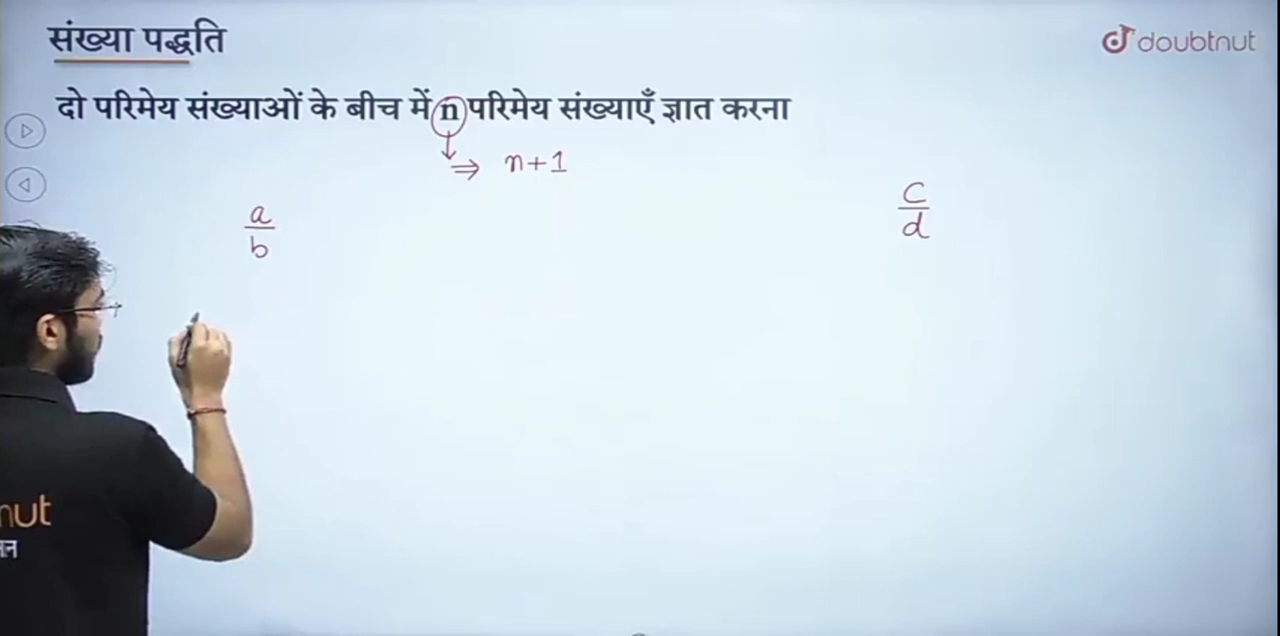 संख्या पद्धति
doubtnut
दो परिमेय संख्याओं के बीच में n परिमेय संख्याएँ ज्ञात करना
⇒ n+1
a/b
c/d
nut